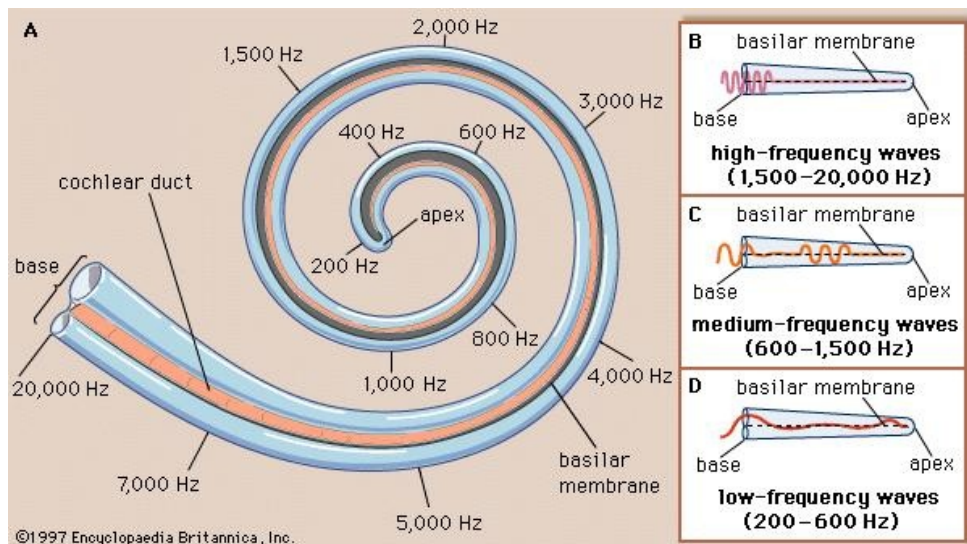 A
2,000 Hz
1,500 Hz
3,000 Hz
400 Hz
600 Hz
cochlear duct
apex
200 Hz
base
800 Hz
1,000 Hz
4,000 Hz
20,000 Hz
7,000 Hz
basilar
membrane
5,000 Hz
©1997 Encyclopaedia Britannica, Inc.
B
basilar membrane
base
apex
high-frequency waves
(1,500–20,000 Hz)
C
basilar membrane
base
apex
medium-frequency waves
(600–1,500 Hz)
D
basilar membrane
base
apex
low-frequency waves
(200–600 Hz)